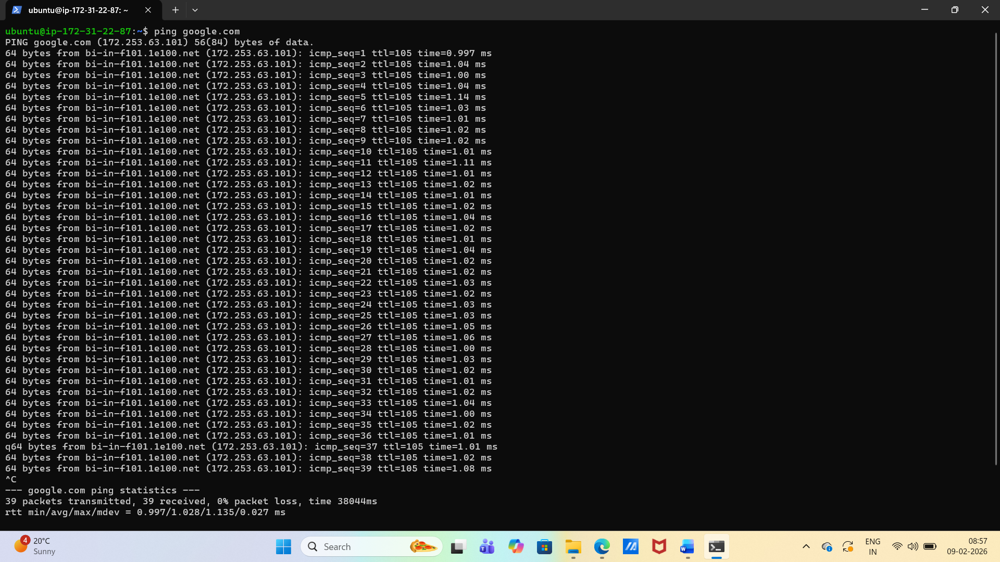 ubuntu@ip-172-31-22-87: ~
ubuntu@ip-172-31-22-87:~$ ping google.com
PING google.com (172.253.63.101) 56(84) bytes of data.
64 bytes from bi-in-f101.1e100.net (172.253.63.101): icmp_seq=1 ttl=105 time=0.997 ms
64 bytes from bi-in-f101.1e100.net (172.253.63.101): icmp_seq=2 ttl=105 time=1.04 ms
64 bytes from bi-in-f101.1e100.net (172.253.63.101): icmp_seq=3 ttl=105 time=1.00 ms
64 bytes from bi-in-f101.1e100.net (172.253.63.101): icmp_seq=4 ttl=105 time=1.04 ms
64 bytes from bi-in-f101.1e100.net (172.253.63.101): icmp_seq=5 ttl=105 time=1.14 ms
64 bytes from bi-in-f101.1e100.net (172.253.63.101): icmp_seq=6 ttl=105 time=1.03 ms
64 bytes from bi-in-f101.1e100.net (172.253.63.101): icmp_seq=7 ttl=105 time=1.01 ms
64 bytes from bi-in-f101.1e100.net (172.253.63.101): icmp_seq=8 ttl=105 time=1.02 ms
64 bytes from bi-in-f101.1e100.net (172.253.63.101): icmp_seq=9 ttl=105 time=1.02 ms
64 bytes from bi-in-f101.1e100.net (172.253.63.101): icmp_seq=10 ttl=105 time=1.01 ms
64 bytes from bi-in-f101.1e100.net (172.253.63.101): icmp_seq=11 ttl=105 time=1.11 ms
64 bytes from bi-in-f101.1e100.net (172.253.63.101): icmp_seq=12 ttl=105 time=1.01 ms
64 bytes from bi-in-f101.1e100.net (172.253.63.101): icmp_seq=13 ttl=105 time=1.02 ms
64 bytes from bi-in-f101.1e100.net (172.253.63.101): icmp_seq=14 ttl=105 time=1.01 ms
64 bytes from bi-in-f101.1e100.net (172.253.63.101): icmp_seq=15 ttl=105 time=1.02 ms
64 bytes from bi-in-f101.1e100.net (172.253.63.101): icmp_seq=16 ttl=105 time=1.04 ms
64 bytes from bi-in-f101.1e100.net (172.253.63.101): icmp_seq=17 ttl=105 time=1.02 ms
64 bytes from bi-in-f101.1e100.net (172.253.63.101): icmp_seq=18 ttl=105 time=1.01 ms
64 bytes from bi-in-f101.1e100.net (172.253.63.101): icmp_seq=19 ttl=105 time=1.04 ms
64 bytes from bi-in-f101.1e100.net (172.253.63.101): icmp_seq=20 ttl=105 time=1.02 ms
64 bytes from bi-in-f101.1e100.net (172.253.63.101): icmp_seq=21 ttl=105 time=1.02 ms
64 bytes from bi-in-f101.1e100.net (172.253.63.101): icmp_seq=22 ttl=105 time=1.03 ms
64 bytes from bi-in-f101.1e100.net (172.253.63.101): icmp_seq=23 ttl=105 time=1.02 ms
64 bytes from bi-in-f101.1e100.net (172.253.63.101): icmp_seq=24 ttl=105 time=1.03 ms
64 bytes from bi-in-f101.1e100.net (172.253.63.101): icmp_seq=25 ttl=105 time=1.03 ms
64 bytes from bi-in-f101.1e100.net (172.253.63.101): icmp_seq=26 ttl=105 time=1.05 ms
64 bytes from bi-in-f101.1e100.net (172.253.63.101): icmp_seq=27 ttl=105 time=1.06 ms
64 bytes from bi-in-f101.1e100.net (172.253.63.101): icmp_seq=28 ttl=105 time=1.00 ms
64 bytes from bi-in-f101.1e100.net (172.253.63.101): icmp_seq=29 ttl=105 time=1.03 ms
64 bytes from bi-in-f101.1e100.net (172.253.63.101): icmp_seq=30 ttl=105 time=1.02 ms
64 bytes from bi-in-f101.1e100.net (172.253.63.101): icmp_seq=31 ttl=105 time=1.01 ms
64 bytes from bi-in-f101.1e100.net (172.253.63.101): icmp_seq=32 ttl=105 time=1.02 ms
64 bytes from bi-in-f101.1e100.net (172.253.63.101): icmp_seq=33 ttl=105 time=1.04 ms
64 bytes from bi-in-f101.1e100.net (172.253.63.101): icmp_seq=34 ttl=105 time=1.00 ms
64 bytes from bi-in-f101.1e100.net (172.253.63.101): icmp_seq=35 ttl=105 time=1.02 ms
64 bytes from bi-in-f101.1e100.net (172.253.63.101): icmp_seq=36 ttl=105 time=1.01 ms
q64 bytes from bi-in-f101.1e100.net (172.253.63.101): icmp_seq=37 ttl=105 time=1.01 ms
64 bytes from bi-in-f101.1e100.net (172.253.63.101): icmp_seq=38 ttl=105 time=1.02 ms
64 bytes from bi-in-f101.1e100.net (172.253.63.101): icmp_seq=39 ttl=105 time=1.08 ms
^C
--- google.com ping statistics ---
39 packets transmitted, 39 received, 0% packet loss, time 38044ms
rtt min/avg/max/mdev = 0.997/1.028/1.135/0.027 ms
4
20°C
Sunny
Search
ENG
IN
08:57
09-02-2026